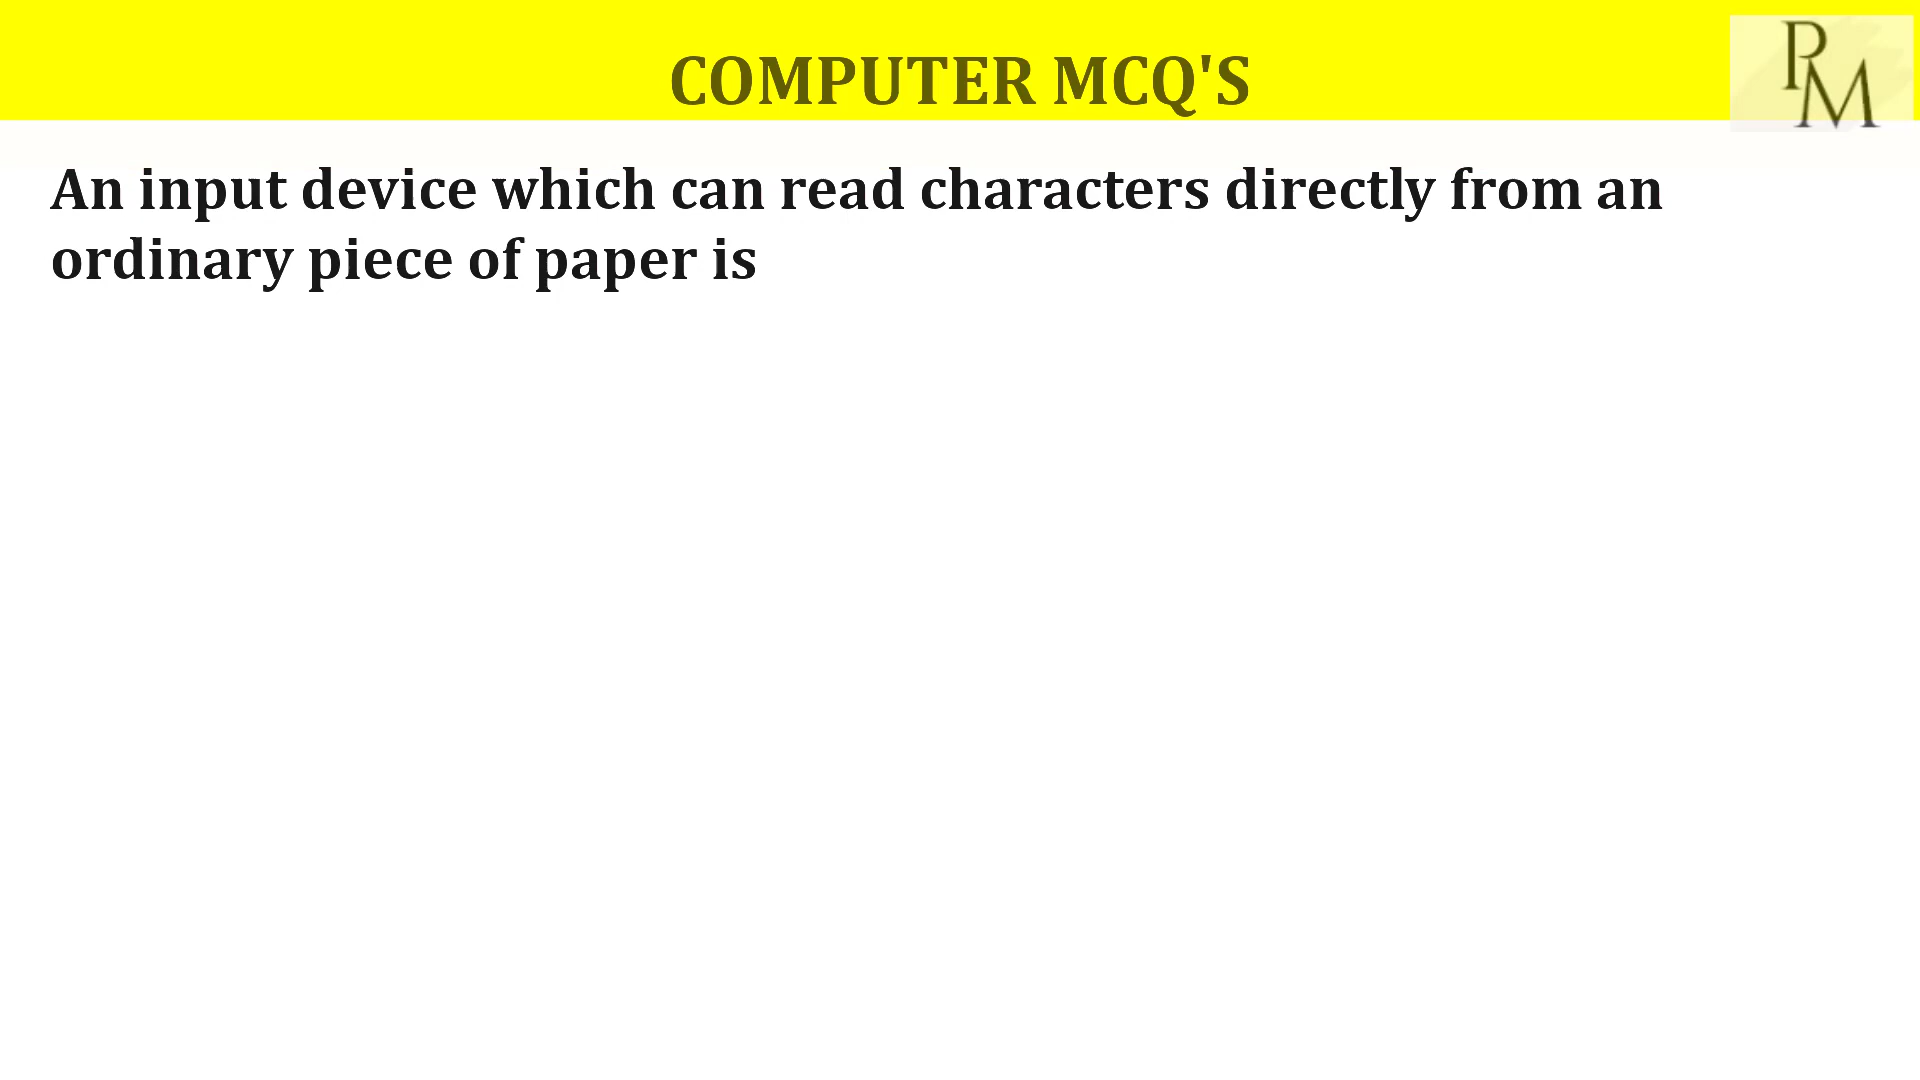 COMPUTER MCQ'S
PM
An input device which can read characters directly from an
ordinary piece of paper is